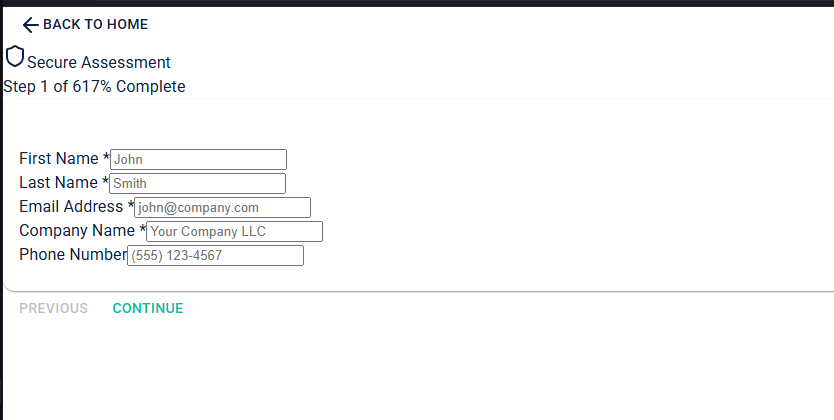 BACK TO HOME
Secure Assessment
Step 1 of 617% Complete
First Name * John
Last Name * Smith
Email Address * john@company.com
Company Name * Your Company LLC
Phone Number (555) 123-4567
PREVIOUS CONTINUE